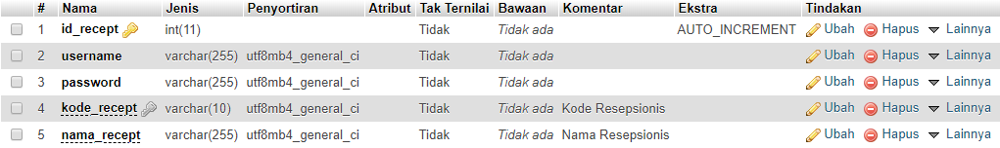 # Nama Jenis Penyortiran Atribut Tak Ternilai Bawaan Komentar Ekstra Tindakan
1 id_recept int(11) Tidak Tidak ada AUTO_INCREMENT Ubah Hapus Lainnya
2 username varchar(255) utf8mb4_general_ci Tidak Tidak ada Ubah Hapus Lainnya
3 password varchar(255) utf8mb4_general_ci Tidak Tidak ada Ubah Hapus Lainnya
4 kode_recept varchar(10) utf8mb4_general_ci Tidak Tidak ada Kode Resepsionis Ubah Hapus Lainnya
5 nama_recept varchar(255) utf8mb4_general_ci Tidak Tidak ada Nama Resepsionis Ubah Hapus Lainnya